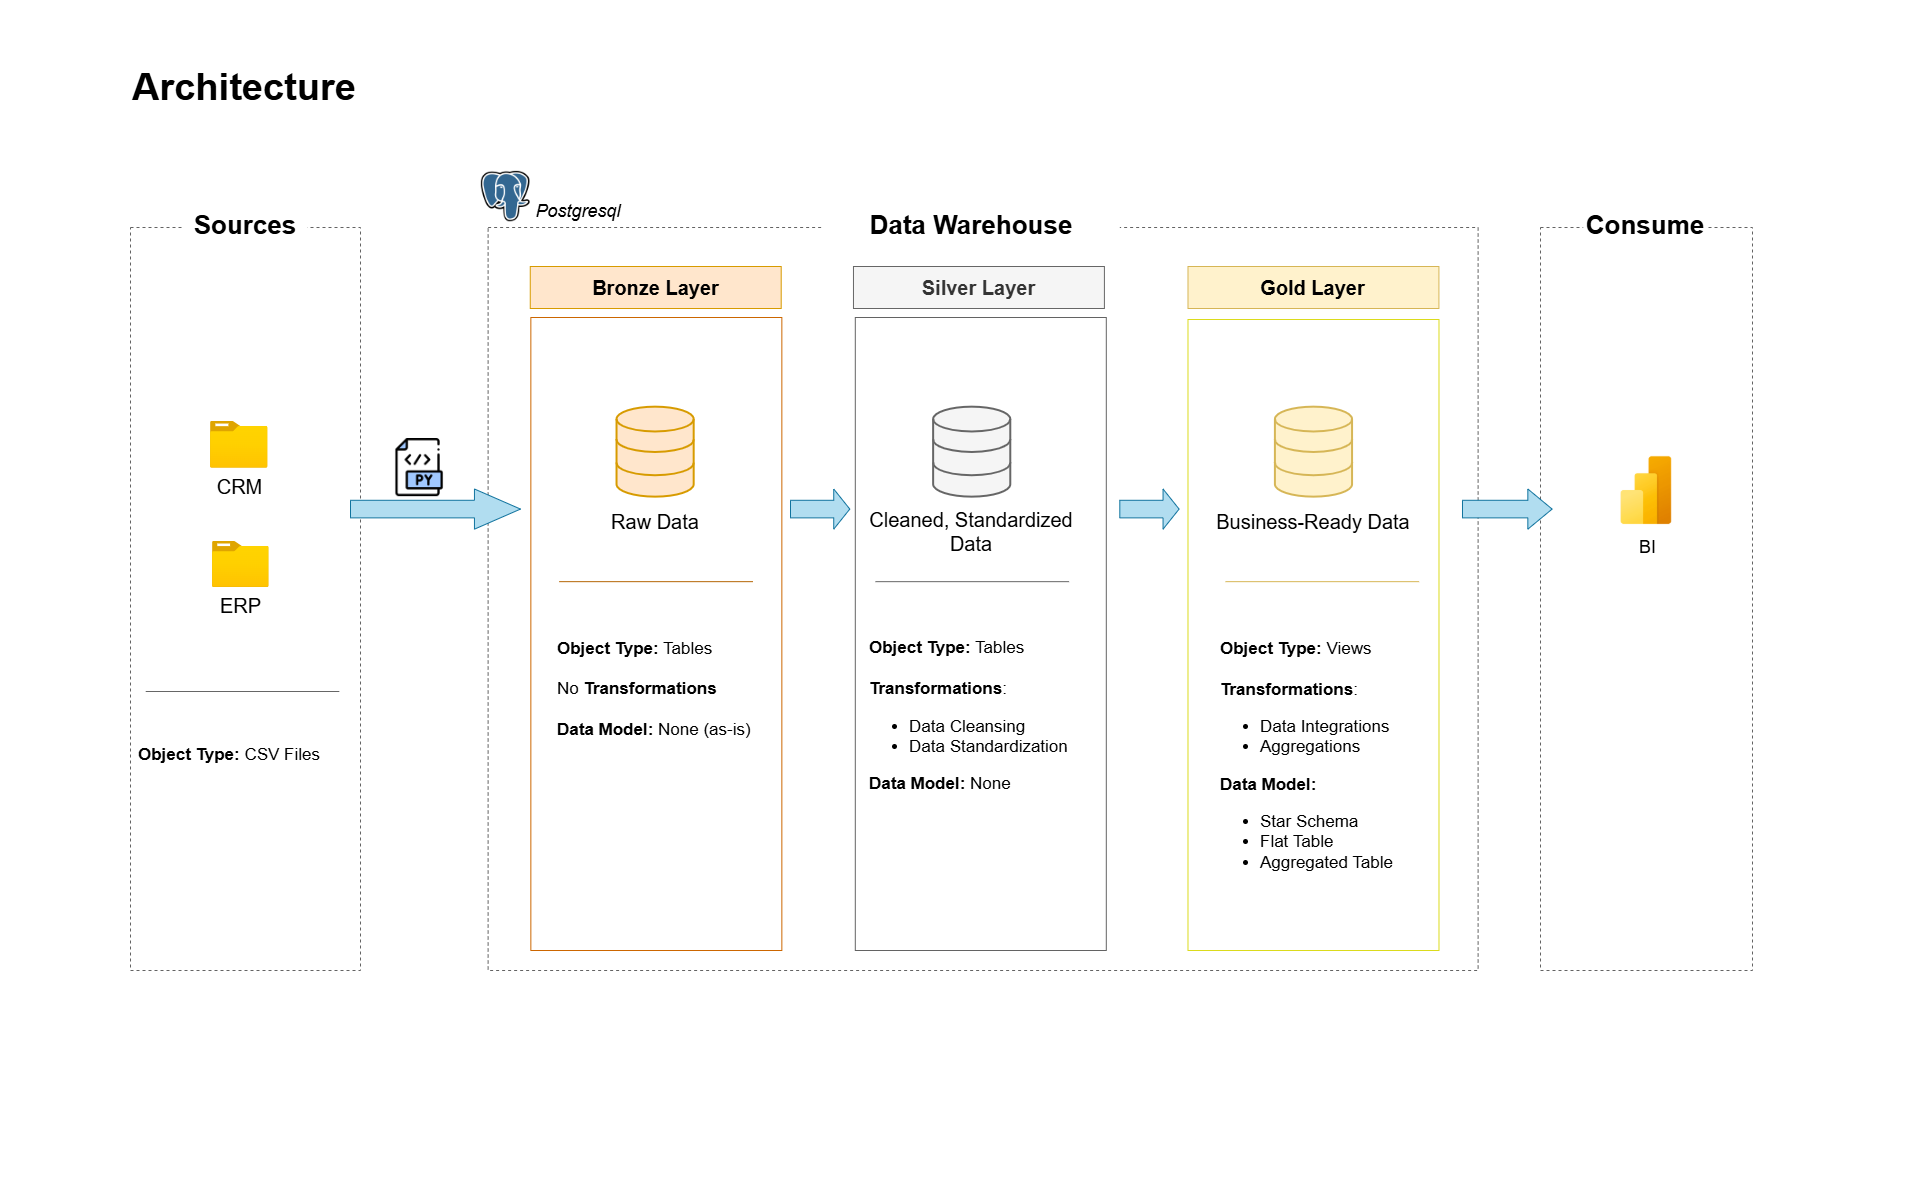 Architecture
Postgresql
Sources
Data Warehouse
Consume
Bronze Layer
Silver Layer
Gold Layer
CRM
ERP
Object Type: CSV Files
</>
PY
Raw Data
Object Type: Tables
No Transformations
Data Model: None (as-is)
Cleaned, Standardized
Data
Object Type: Tables
Transformations:
• Data Cleansing
• Data Standardization
Data Model: None
Business-Ready Data
Object Type: Views
Transformations:
• Data Integrations
• Aggregations
Data Model:
• Star Schema
• Flat Table
• Aggregated Table
BI